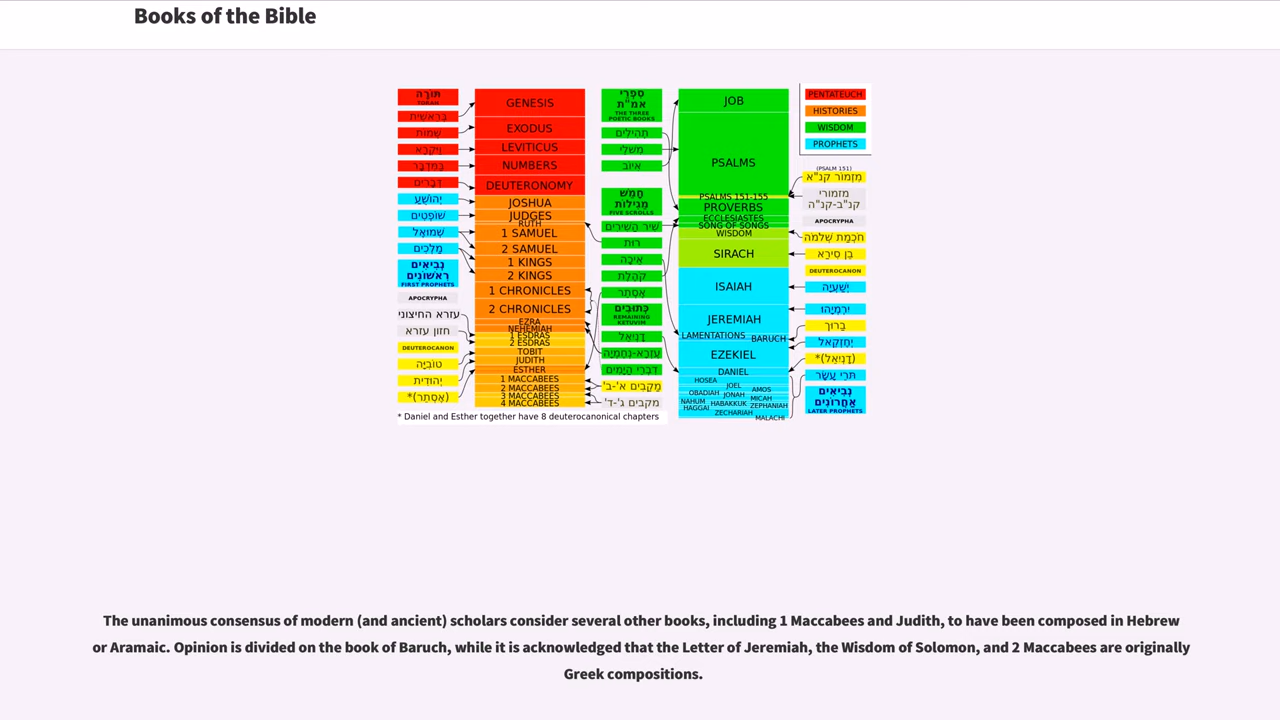 Books of the Bible
תּוֹרָה
TORAH
בְּרֵאשִׁית
שְׁמוֹת
וַיִּקְרָא
בְּמִדְבַּר
דְּבָרִים
יְהוֹשֻׁעַ
שׁוֹפְטִים
שְׁמוּאֵל
מְלָכִים
נְבִיאִים
רִאשׁוֹנִים
FIRST PROPHETS
APOCRYPHA
עזרא החיצוני
חזון עזרא
DEUTEROCANON
טוֹבִיָּה
יְהוּדִית
(אֶסְתֵּר)*
GENESIS
EXODUS
LEVITICUS
NUMBERS
DEUTERONOMY
JOSHUA
JUDGES
RUTH
1 SAMUEL
2 SAMUEL
1 KINGS
2 KINGS
1 CHRONICLES
2 CHRONICLES
EZRA
NEHEMIAH
1 ESDRAS
2 ESDRAS
TOBIT
JUDITH
ESTHER
1 MACCABEES
2 MACCABEES
3 MACCABEES
4 MACCABEES
* Daniel and Esther together have 8 deuterocanonical chapters
סִפְרֵי
אמ"ת
THE THREE
POETIC BOOKS
תְהִילִים
מִשְׁלֵי
אִיּוֹב
חָמֵשׁ
מְגִילּוֹת
FIVE SCROLLS
שִׁיר הַשִּׁירִים
רוּת
אֵיכָה
קֹהֶלֶת
אֶסְתֵּר
כְּתוּבִים
REMAINING
KETUVIM
דָּנִיֵּאל
עֶזְרָא-נְחֶמְיָה
דִּבְרֵי הַיָּמִים
מַקַבִּים א'-ב'
מקבים ג'-ד'
JOB
PSALMS
PSALMS 151-155
PROVERBS
ECCLESIASTES
SONG OF SONGS
WISDOM
SIRACH
ISAIAH
JEREMIAH
LAMENTATIONS
BARUCH
EZEKIEL
DANIEL
HOSEA
JOEL
AMOS
OBADIAH
JONAH
MICAH
NAHUM
HABAKKUK
ZEPHANIAH
HAGGAI
ZECHARIAH
MALACHI
PENTATEUCH
HISTORIES
WISDOM
PROPHETS
(PSALM 151)
מִזְמוֹר קנ"א
מזמורי
קנ"ב-קנ"ה
APOCRYPHA
חׇכְמַת שְׁלֹמֹה
בֶּן סִירָא
DEUTEROCANON
יְשַׁעְיָה
יִרְמְיָהוּ
בָּרוּךְ
יְחֶזְקֵאל
(דָנִיֵּאל)*
תְּרֵי עֲשַׂר
נְבִיאִים
אַחֲרוֹנִים
LATER PROPHETS
The unanimous consensus of modern (and ancient) scholars consider several other books, including 1 Maccabees and Judith, to have been composed in Hebrew
or Aramaic. Opinion is divided on the book of Baruch, while it is acknowledged that the Letter of Jeremiah, the Wisdom of Solomon, and 2 Maccabees are originally
Greek compositions.